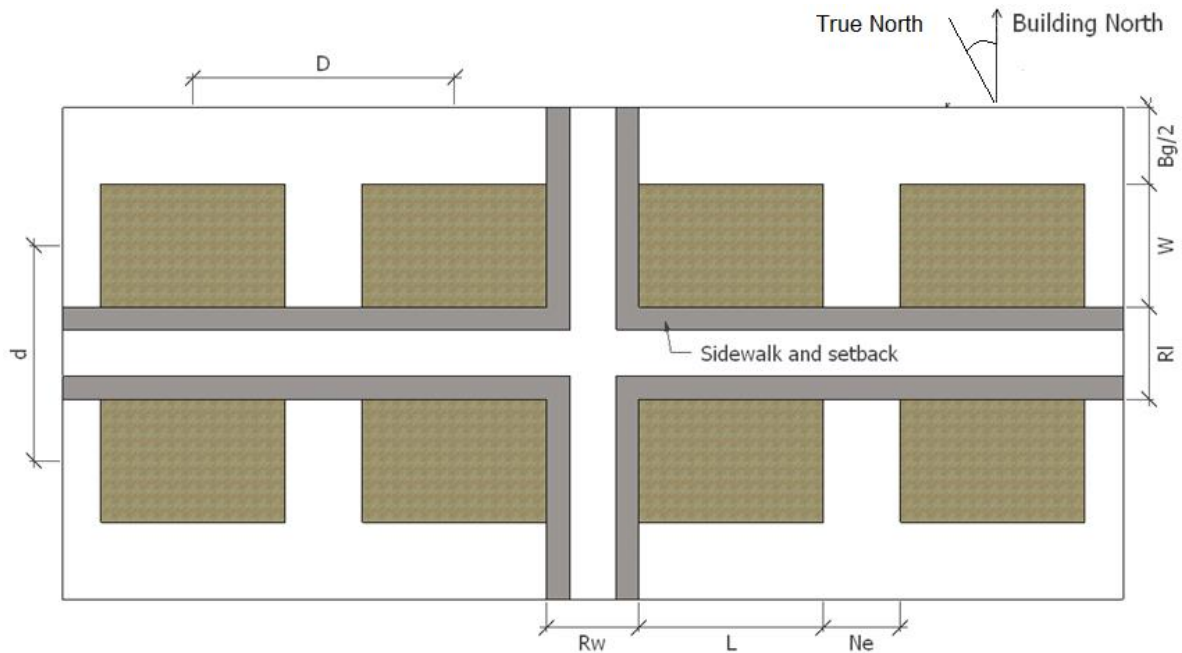 True North
Building North
D
Bg/2
W
d
Sidewalk and setback
Rl
Rw
L
Ne